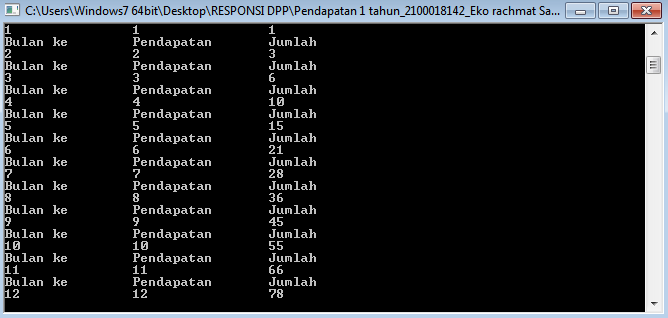 C:\Users\Windows7 64bit\Desktop\RESPONSI DPP\Pendapatan 1 tahun_2100018142_Eko rachmat Sa...
1 1 1
Bulan ke Pendapatan Jumlah
2 2 3
Bulan ke Pendapatan Jumlah
3 3 6
Bulan ke Pendapatan Jumlah
4 4 10
Bulan ke Pendapatan Jumlah
5 5 15
Bulan ke Pendapatan Jumlah
6 6 21
Bulan ke Pendapatan Jumlah
7 7 28
Bulan ke Pendapatan Jumlah
8 8 36
Bulan ke Pendapatan Jumlah
9 9 45
Bulan ke Pendapatan Jumlah
10 10 55
Bulan ke Pendapatan Jumlah
11 11 66
Bulan ke Pendapatan Jumlah
12 12 78